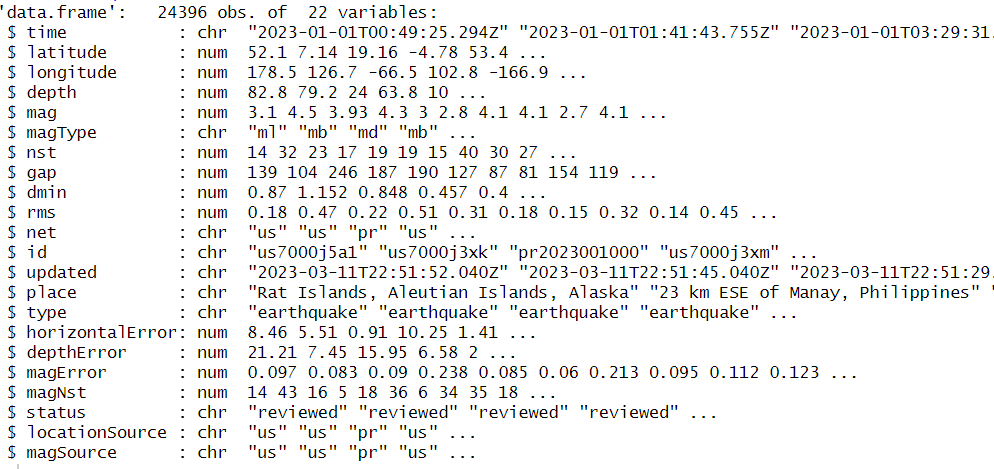 'data.frame':   24396 obs. of  22 variables:
 $ time           : chr  "2023-01-01T00:49:25.294Z" "2023-01-01T01:41:43.755Z" "2023-01-01T03:29:31.
 $ latitude       : num  52.1 7.14 19.16 -4.78 53.4 ...
 $ longitude      : num  178.5 126.7 -66.5 102.8 -166.9 ...
 $ depth          : num  82.8 79.2 24 63.8 10 ...
 $ mag            : num  3.1 4.5 3.93 4.3 3 2.8 4.1 4.1 2.7 4.1 ...
 $ magType        : chr  "ml" "mb" "md" "mb" ...
 $ nst            : num  14 32 23 17 19 19 15 40 30 27 ...
 $ gap            : num  139 104 246 187 190 127 87 81 154 119 ...
 $ dmin           : num  0.87 1.152 0.848 0.457 0.4 ...
 $ rms            : num  0.18 0.47 0.22 0.51 0.31 0.18 0.15 0.32 0.14 0.45 ...
 $ net            : chr  "us" "us" "pr" "us" ...
 $ id             : chr  "us7000j5a1" "us7000j3xk" "pr2023001000" "us7000j3xm" ...
 $ updated        : chr  "2023-03-11T22:51:52.040Z" "2023-03-11T22:51:45.040Z" "2023-03-11T22:51:29.
 $ place          : chr  "Rat Islands, Aleutian Islands, Alaska" "23 km ESE of Manay, Philippines" "
 $ type           : chr  "earthquake" "earthquake" "earthquake" "earthquake" ...
 $ horizontalError: num  8.46 5.51 0.91 10.25 1.41 ...
 $ depthError     : num  21.21 7.45 15.95 6.58 2 ...
 $ magError       : num  0.097 0.083 0.09 0.238 0.085 0.06 0.213 0.095 0.112 0.123 ...
 $ magNst         : num  14 43 16 5 18 36 6 34 35 18 ...
 $ status         : chr  "reviewed" "reviewed" "reviewed" "reviewed" ...
 $ locationSource : chr  "us" "us" "pr" "us" ...
 $ magSource      : chr  "us" "us" "pr" "us" ...